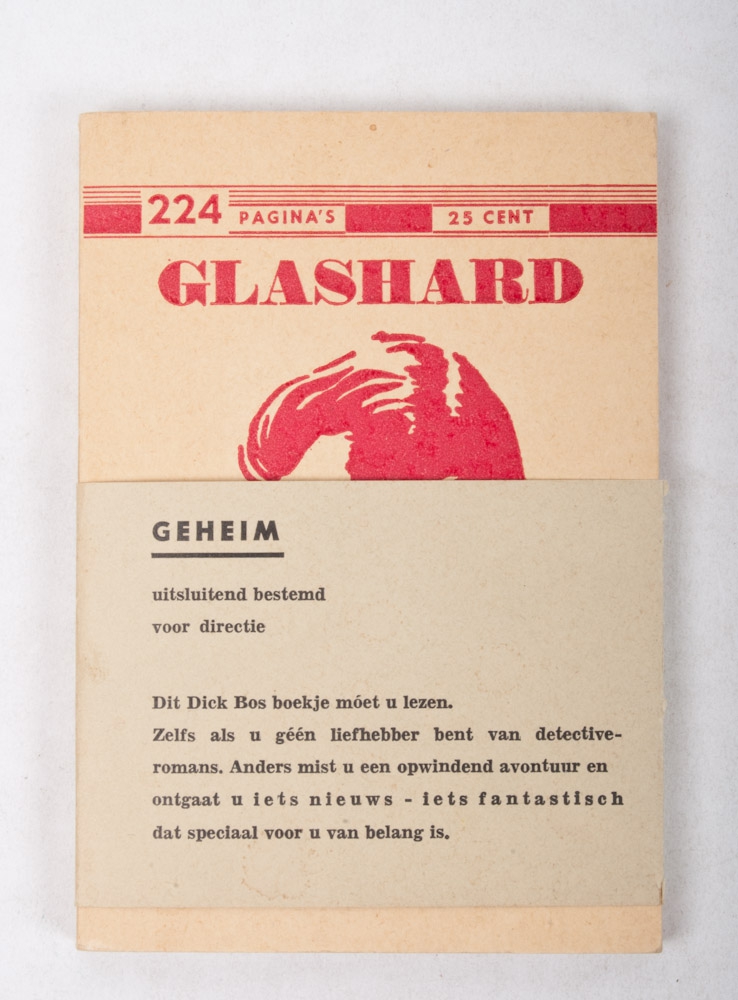 224 PAGINA'S 25 CENT
GLASHARD
GEHEIM
uitsluitend bestemd
voor directie
Dit Dick Bos boekje móet u lezen.
Zelfs als u géén liefhebber bent van detective-
romans. Anders mist u een opwindend avontuur en
ontgaat u iets nieuws - iets fantastisch
dat speciaal voor u van belang is.